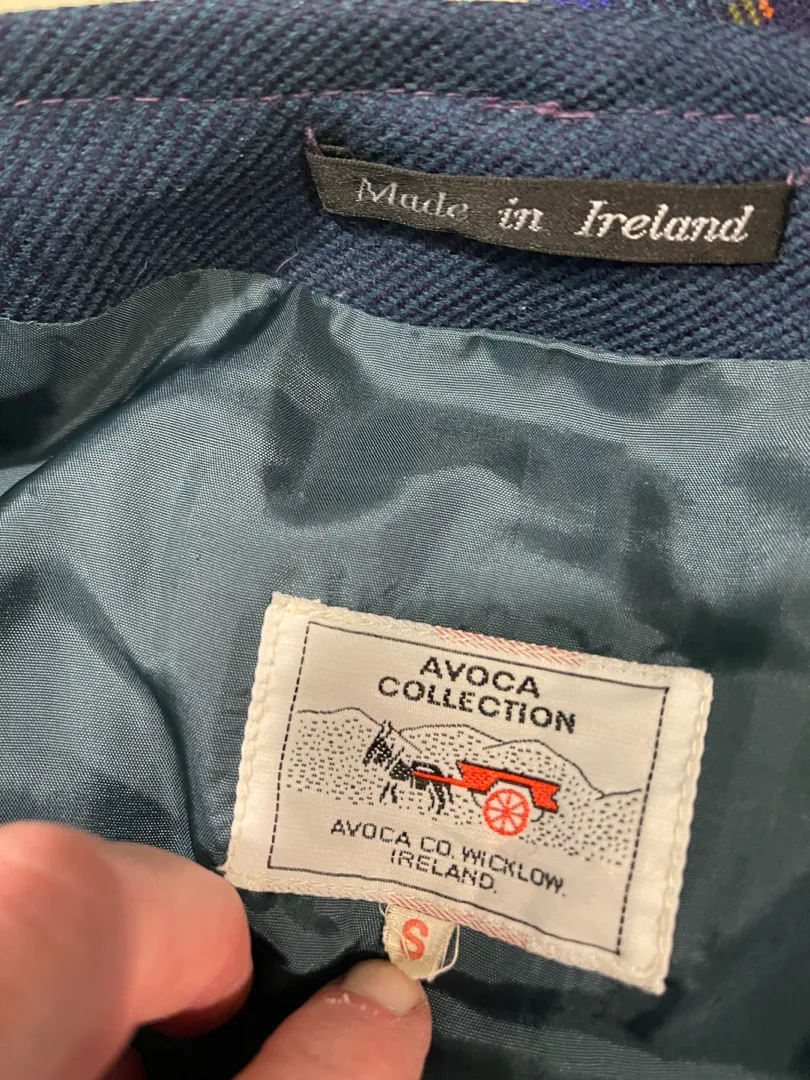 Made in Ireland
AVOCA
COLLECTION
AVOCA CO. WICKLOW.
IRELAND.
S